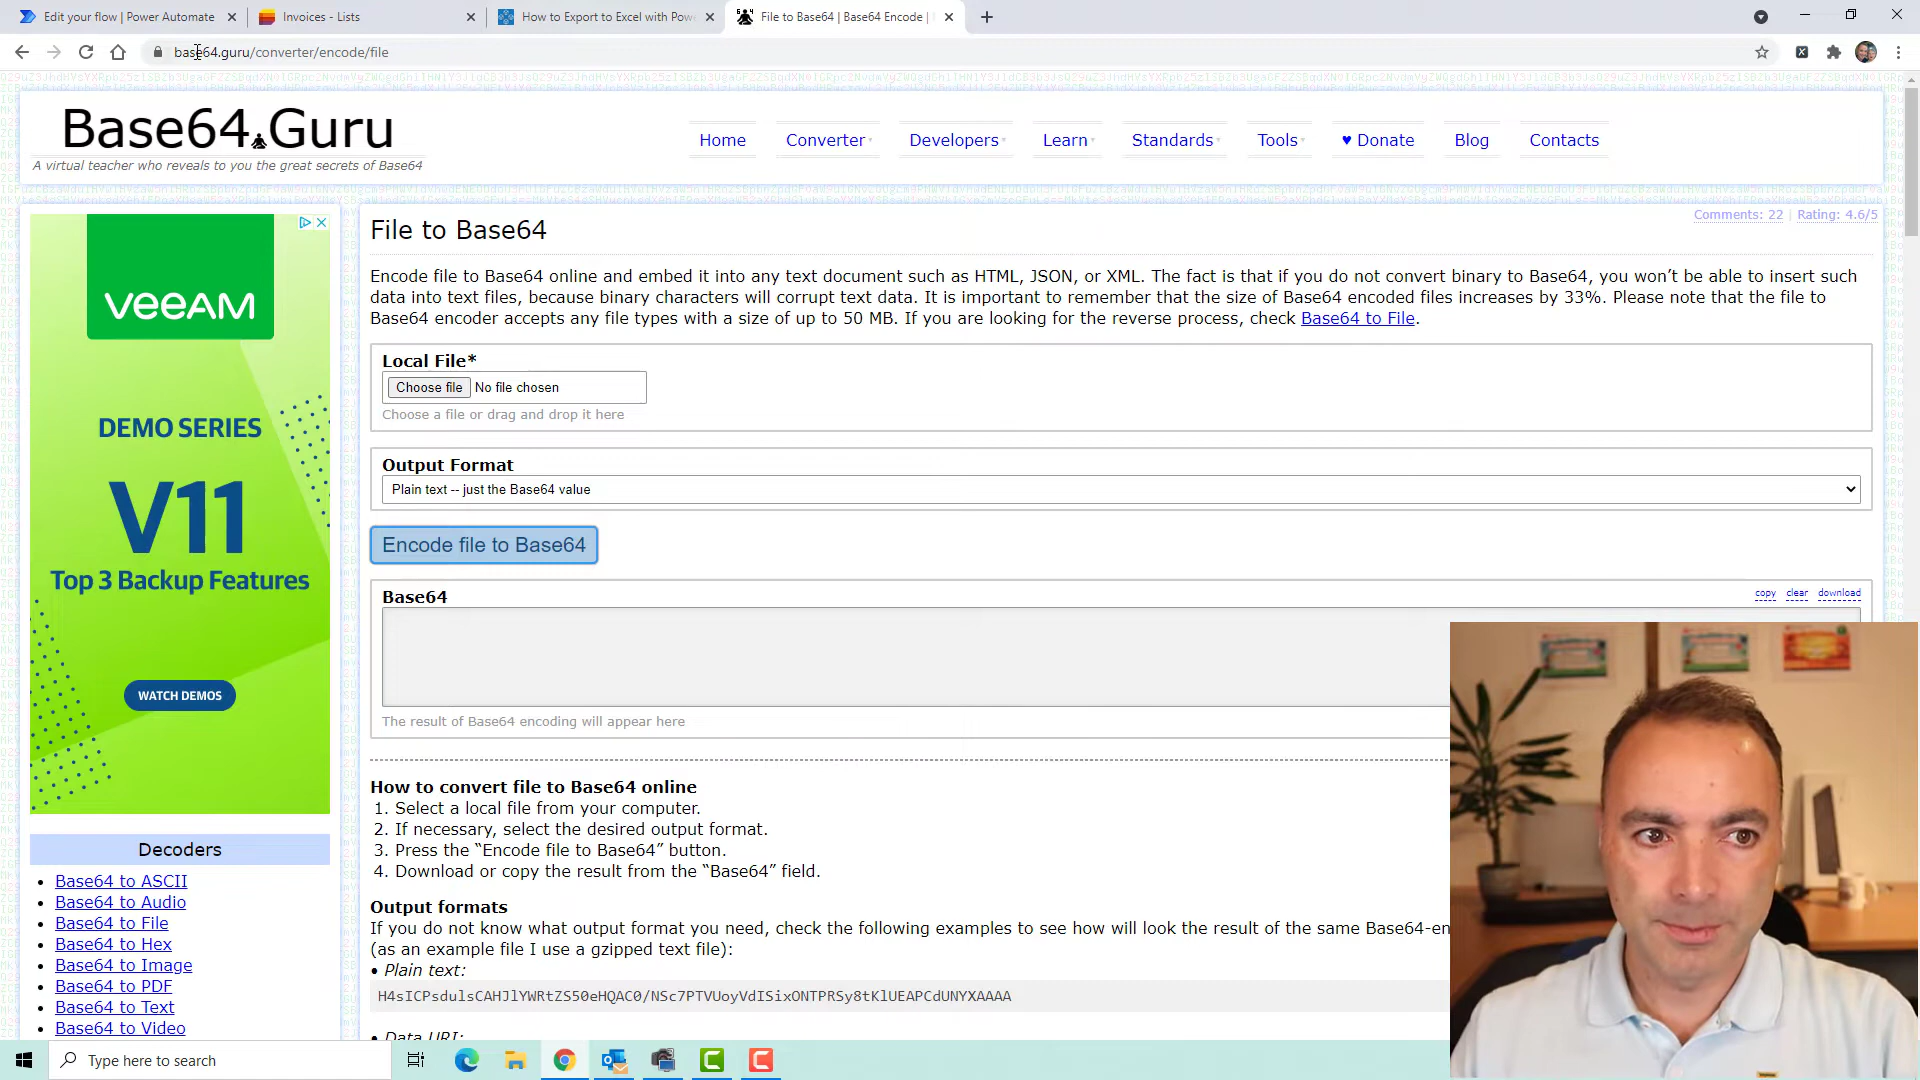 Edit your flow | Power Automate
Invoices - Lists
How to Export to Excel with Pow
File to Base64 | Base64 Encode |
base64.guru/converter/encode/file
Base64 Guru
A virtual teacher who reveals to you the great secrets of Base64
Home
Converter
Developers
Learn
Standards
Tools
♥ Donate
Blog
Contacts
Comments: 22 | Rating: 4.6/5
File to Base64
Encode file to Base64 online and embed it into any text document such as HTML, JSON, or XML. The fact is that if you do not convert binary to Base64, you won’t be able to insert such
data into text files, because binary characters will corrupt text data. It is important to remember that the size of Base64 encoded files increases by 33%. Please note that the file to
Base64 encoder accepts any file types with a size of up to 50 MB. If you are looking for the reverse process, check Base64 to File.
Local File*
Choose file No file chosen
Choose a file or drag and drop it here
Output Format
Plain text -- just the Base64 value
Encode file to Base64
Base64
copy clear download
The result of Base64 encoding will appear here
How to convert file to Base64 online
1. Select a local file from your computer.
2. If necessary, select the desired output format.
3. Press the “Encode file to Base64” button.
4. Download or copy the result from the “Base64” field.
Output formats
If you do not know what output format you need, check the following examples to see how will look the result of the same Base64-en
(as an example file I use a gzipped text file):
• Plain text:
• Data URI:
VEEAM
DEMO SERIES
V11
Top 3 Backup Features
WATCH DEMOS
Decoders
• Base64 to ASCII
• Base64 to Audio
• Base64 to File
• Base64 to Hex
• Base64 to Image
• Base64 to PDF
• Base64 to Text
• Base64 to Video
Type here to search